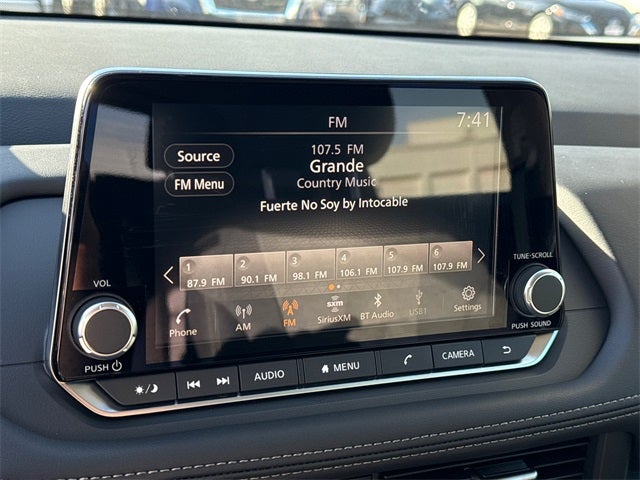 FM 7:41
Source
107.5 FM
Grande
Country Music
FM Menu
Fuerte No Soy by Intocable
1 2 3 4 5 6
87.9 FM 90.1 FM 98.1 FM 106.1 FM 107.9 FM 107.9 FM
Phone AM FM SiriusXM BT Audio USB1 Settings
sxm
VOL
PUSH
TUNE·SCROLL
PUSH SOUND
AUDIO MENU CAMERA